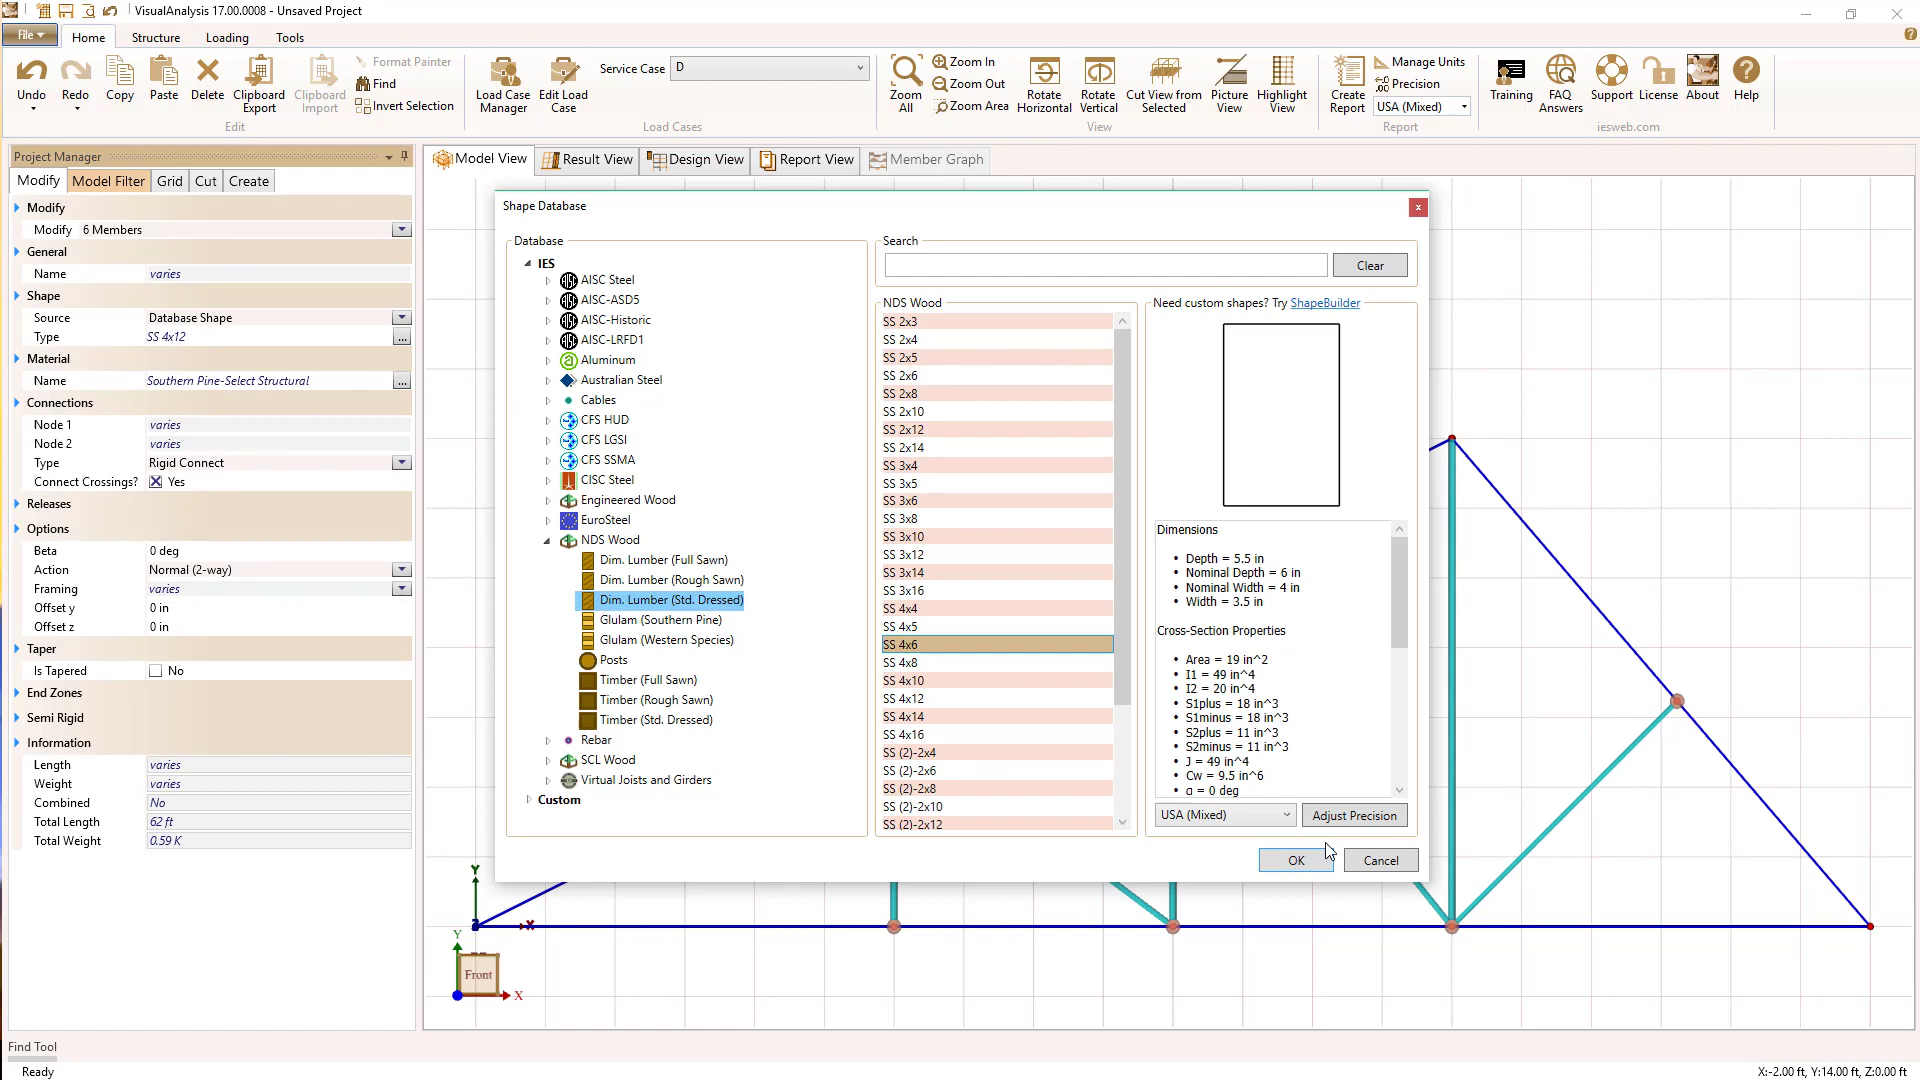 VisualAnalysis 17.00.0008 - Unsaved Project
File
Home
Structure
Loading
Tools
Undo
Redo
Copy
Paste
Delete
Clipboard Export
Clipboard Import
Format Painter
Find
Invert Selection
Edit
Load Case Manager
Edit Load Case
Service Case
D
Load Cases
Zoom All
Zoom In
Zoom Out
Zoom Area
Rotate Horizontal
Rotate Vertical
Cut View from Selected
Picture View
Highlight View
View
Create Report
Manage Units
Precision
USA (Mixed)
Report
Training
FAQ Answers
Support
License
About
Help
iesweb.com
Project Manager
Modify
Model Filter
Grid
Cut
Create
Modify
Modify 6 Members
General
Name varies
Shape
Source Database Shape
Type SS 4x12
...
Material
Name Southern Pine-Select Structural
...
Connections
Node 1 varies
Node 2 varies
Type Rigid Connect
Connect Crossings? Yes
Releases
Options
Beta 0 deg
Action Normal (2-way)
Framing varies
Offset y 0 in
Offset z 0 in
Taper
Is Tapered No
End Zones
Semi Rigid
Information
Length varies
Weight varies
Combined No
Total Length 62 ft
Total Weight 0.59 K
Find Tool
Ready
Model View
Result View
Design View
Report View
Member Graph
Shape Database
x
Database
IES
AISC Steel
AISC-ASD5
AISC-Historic
AISC-LRFD1
Aluminum
Australian Steel
Cables
CFS HUD
CFS LGSI
CFS SSMA
CISC Steel
Engineered Wood
EuroSteel
NDS Wood
Dim. Lumber (Full Sawn)
Dim. Lumber (Rough Sawn)
Dim. Lumber (Std. Dressed)
Glulam (Southern Pine)
Glulam (Western Species)
Posts
Timber (Full Sawn)
Timber (Rough Sawn)
Timber (Std. Dressed)
Rebar
SCL Wood
Virtual Joists and Girders
Custom
Search
Clear
NDS Wood
SS 2x3
SS 2x4
SS 2x5
SS 2x6
SS 2x8
SS 2x10
SS 2x12
SS 2x14
SS 3x4
SS 3x5
SS 3x6
SS 3x8
SS 3x10
SS 3x12
SS 3x14
SS 3x16
SS 4x4
SS 4x5
SS 4x6
SS 4x8
SS 4x10
SS 4x12
SS 4x14
SS 4x16
SS (2)-2x4
SS (2)-2x6
SS (2)-2x8
SS (2)-2x10
SS (2)-2x12
Need custom shapes? Try ShapeBuilder
Dimensions
• Depth = 5.5 in
• Nominal Depth = 6 in
• Nominal Width = 4 in
• Width = 3.5 in
Cross-Section Properties
• Area = 19 in^2
• I1 = 49 in^4
• I2 = 20 in^4
• S1plus = 18 in^3
• S1minus = 18 in^3
• S2plus = 11 in^3
• S2minus = 11 in^3
• J = 49 in^4
• Cw = 9.5 in^6
• α = 0 deg
USA (Mixed)
Adjust Precision
OK
Cancel
Y
X
Y
Front
X
X:-2.00 ft, Y:14.00 ft, Z:0.00 ft